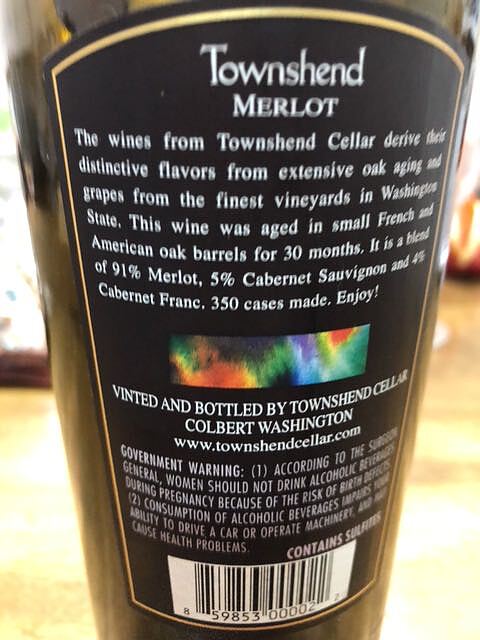 Townshend
MERLOT
The wines from Townshend Cellar derive their
distinctive flavors from extensive oak aging and
grapes from the finest vineyards in Washington
State. This wine was aged in small French and
American oak barrels for 30 months. It is a blend
of 91% Merlot, 5% Cabernet Sauvignon and 4%
Cabernet Franc. 350 cases made. Enjoy!
VINTED AND BOTTLED BY TOWNSHEND CELLAR
COLBERT WASHINGTON
www.townshendcellar.com
GOVERNMENT WARNING: (1) ACCORDING TO THE SURGEON
GENERAL, WOMEN SHOULD NOT DRINK ALCOHOLIC BEVERAGES
DURING PREGNANCY BECAUSE OF THE RISK OF BIRTH DEFECTS.
(2) CONSUMPTION OF ALCOHOLIC BEVERAGES IMPAIRS YOUR
ABILITY TO DRIVE A CAR OR OPERATE MACHINERY, AND MAY
CAUSE HEALTH PROBLEMS. CONTAINS SULFITES
8 59853 00002 2